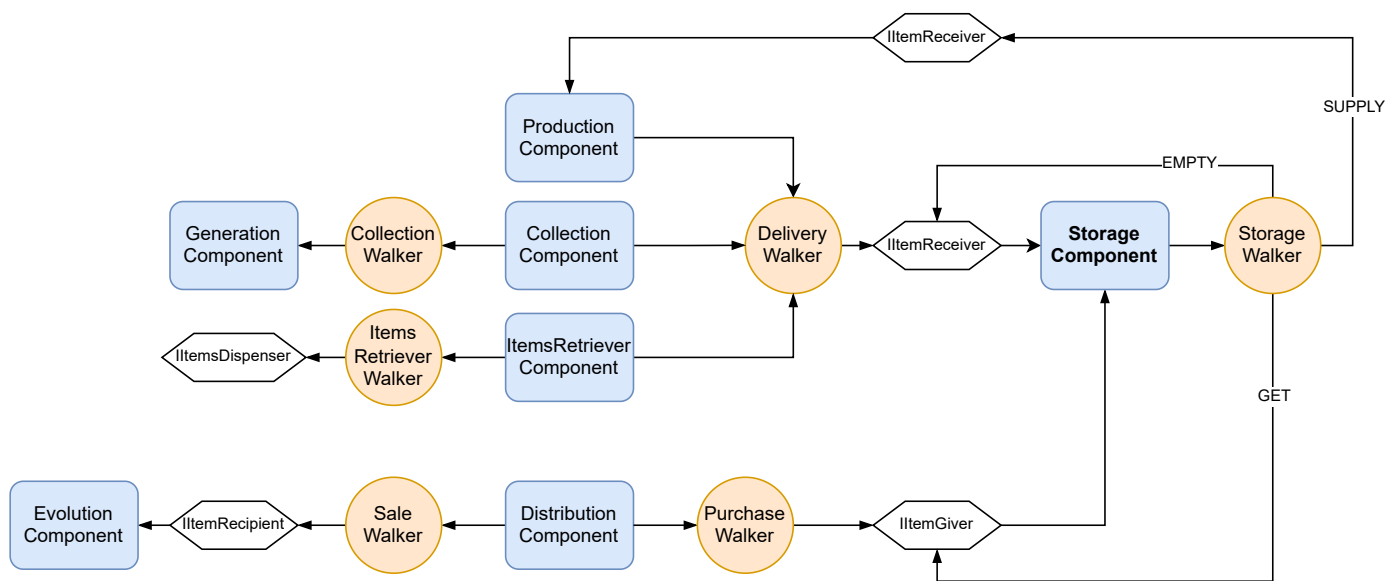 IItemReceiver
SUPPLY
Production
Component
EMPTY
Generation
Component
Collection
Walker
Collection
Component
Delivery
Walker
IItemReceiver
Storage
Component
Storage
Walker
IItemsDispenser
Items
Retriever
Walker
ItemsRetriever
Component
GET
Evolution
Component
IItemRecipient
Sale
Walker
Distribution
Component
Purchase
Walker
IItemGiver